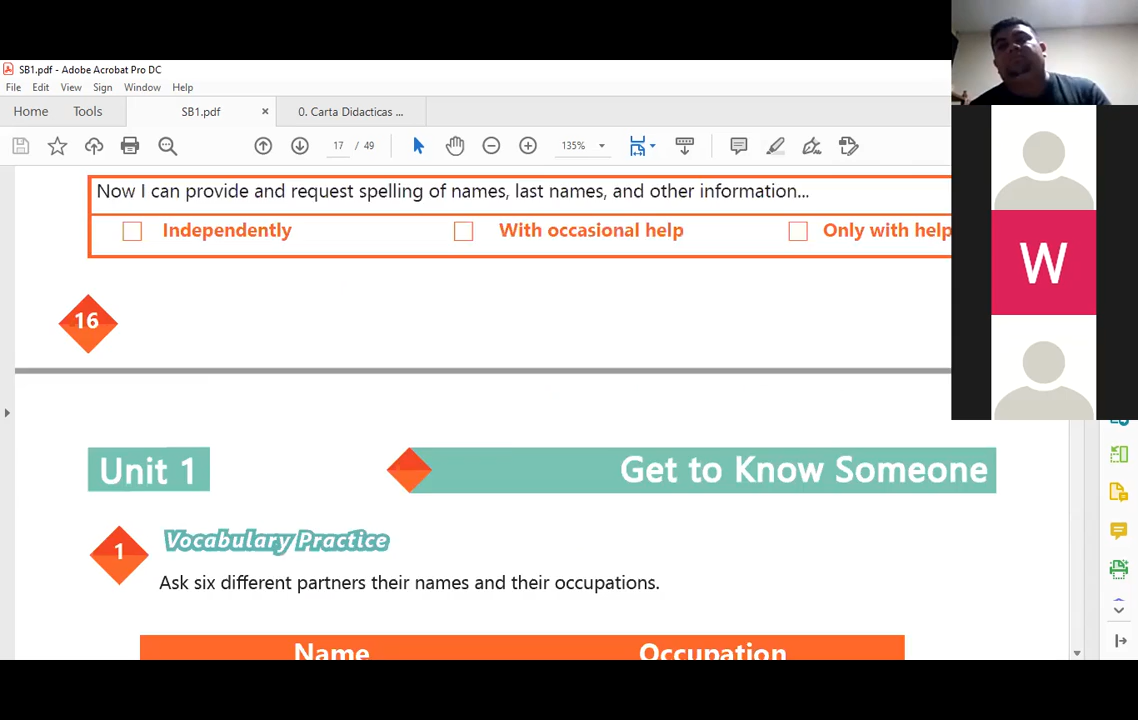 SB1.pdf - Adobe Acrobat Pro DC
File Edit View Sign Window Help
Home Tools SB1.pdf × 0. Carta Didacticas ...
17 / 49 135%
Now I can provide and request spelling of names, last names, and other information...
Independently With occasional help Only with help
16
W
Unit 1 Get to Know Someone
1 Vocabulary Practice
Ask six different partners their names and their occupations.
Name Occupation